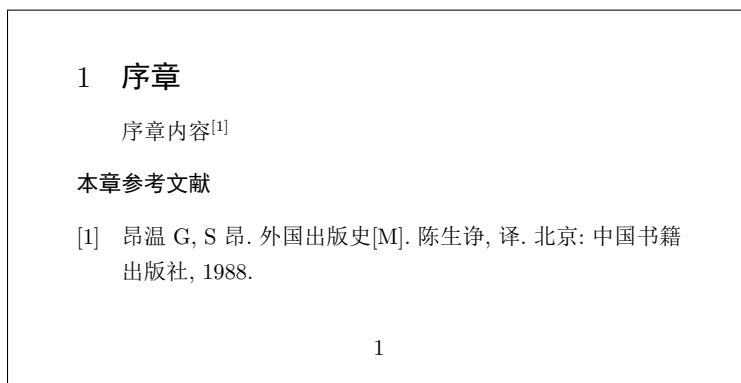 1 序章
序章内容[1]
本章参考文献
[1] 昂温 G, S 昂. 外国出版史[M]. 陈生诤, 译. 北京: 中国书籍
出版社, 1988.
1